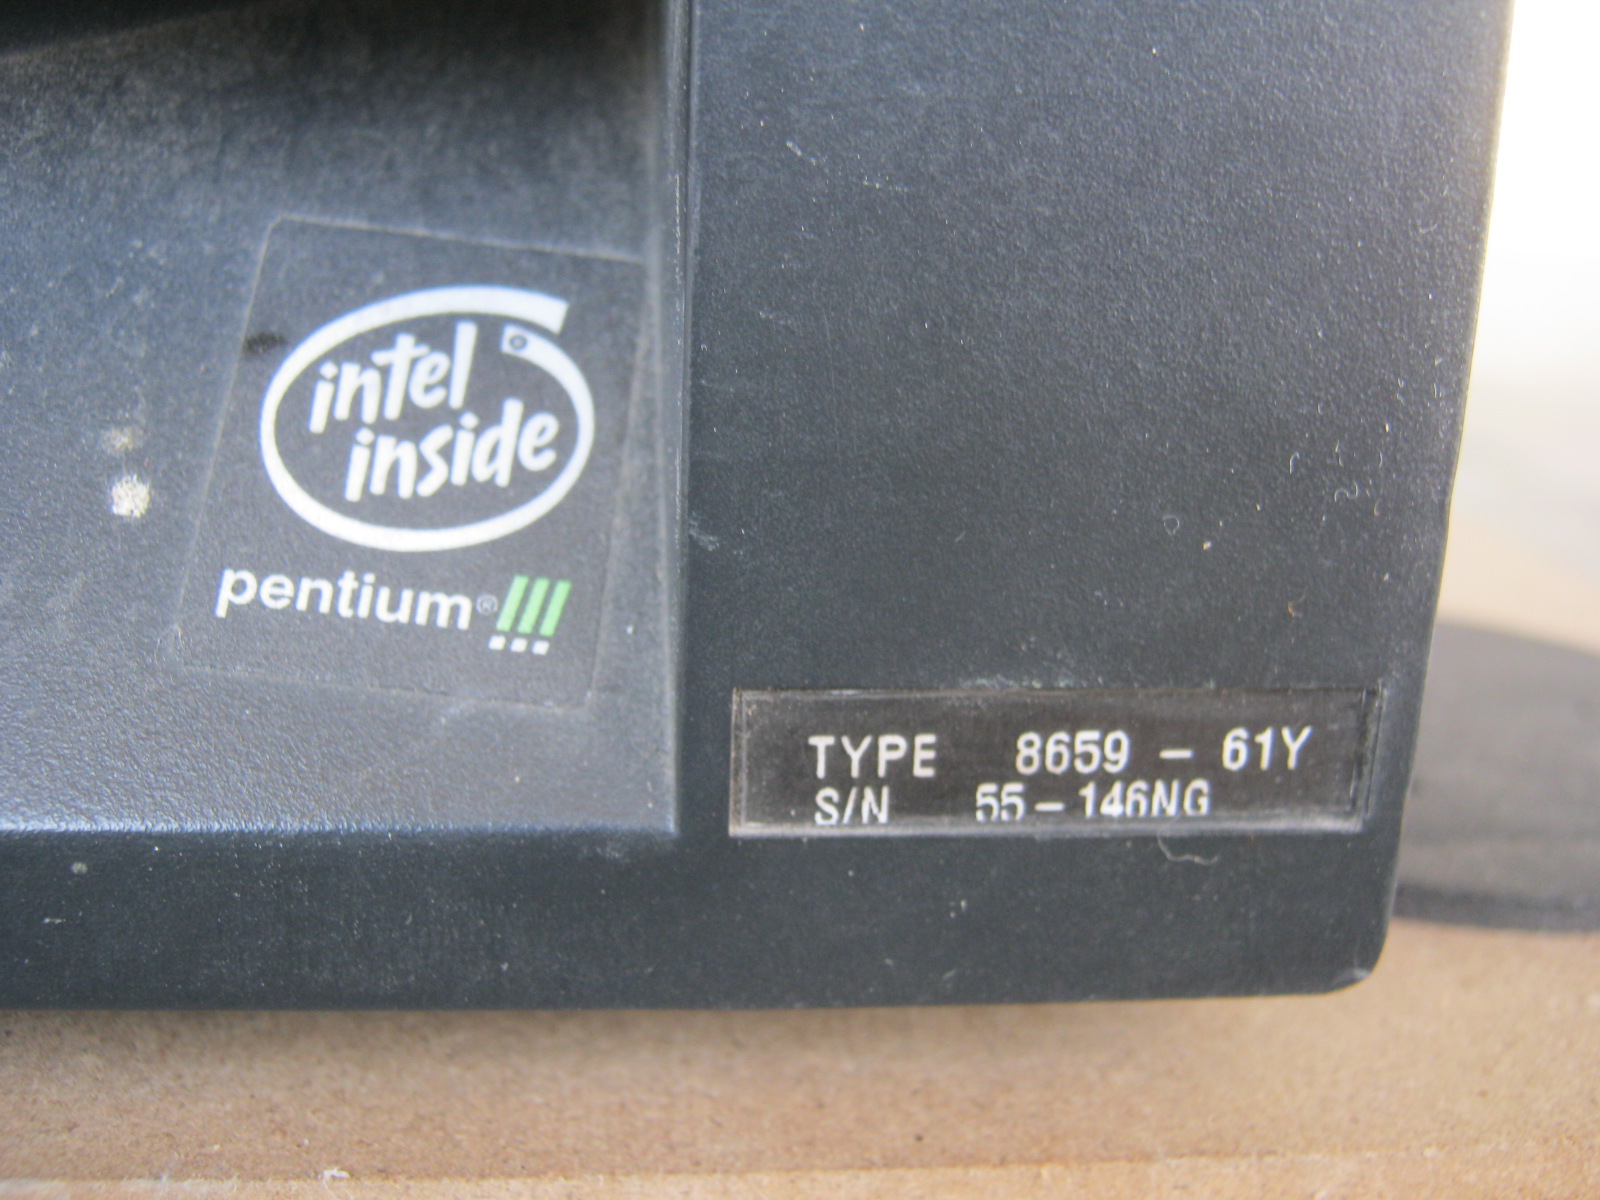 intel
inside
pentium® !!!
TYPE 8659 - 61Y
S/N 55-146NG